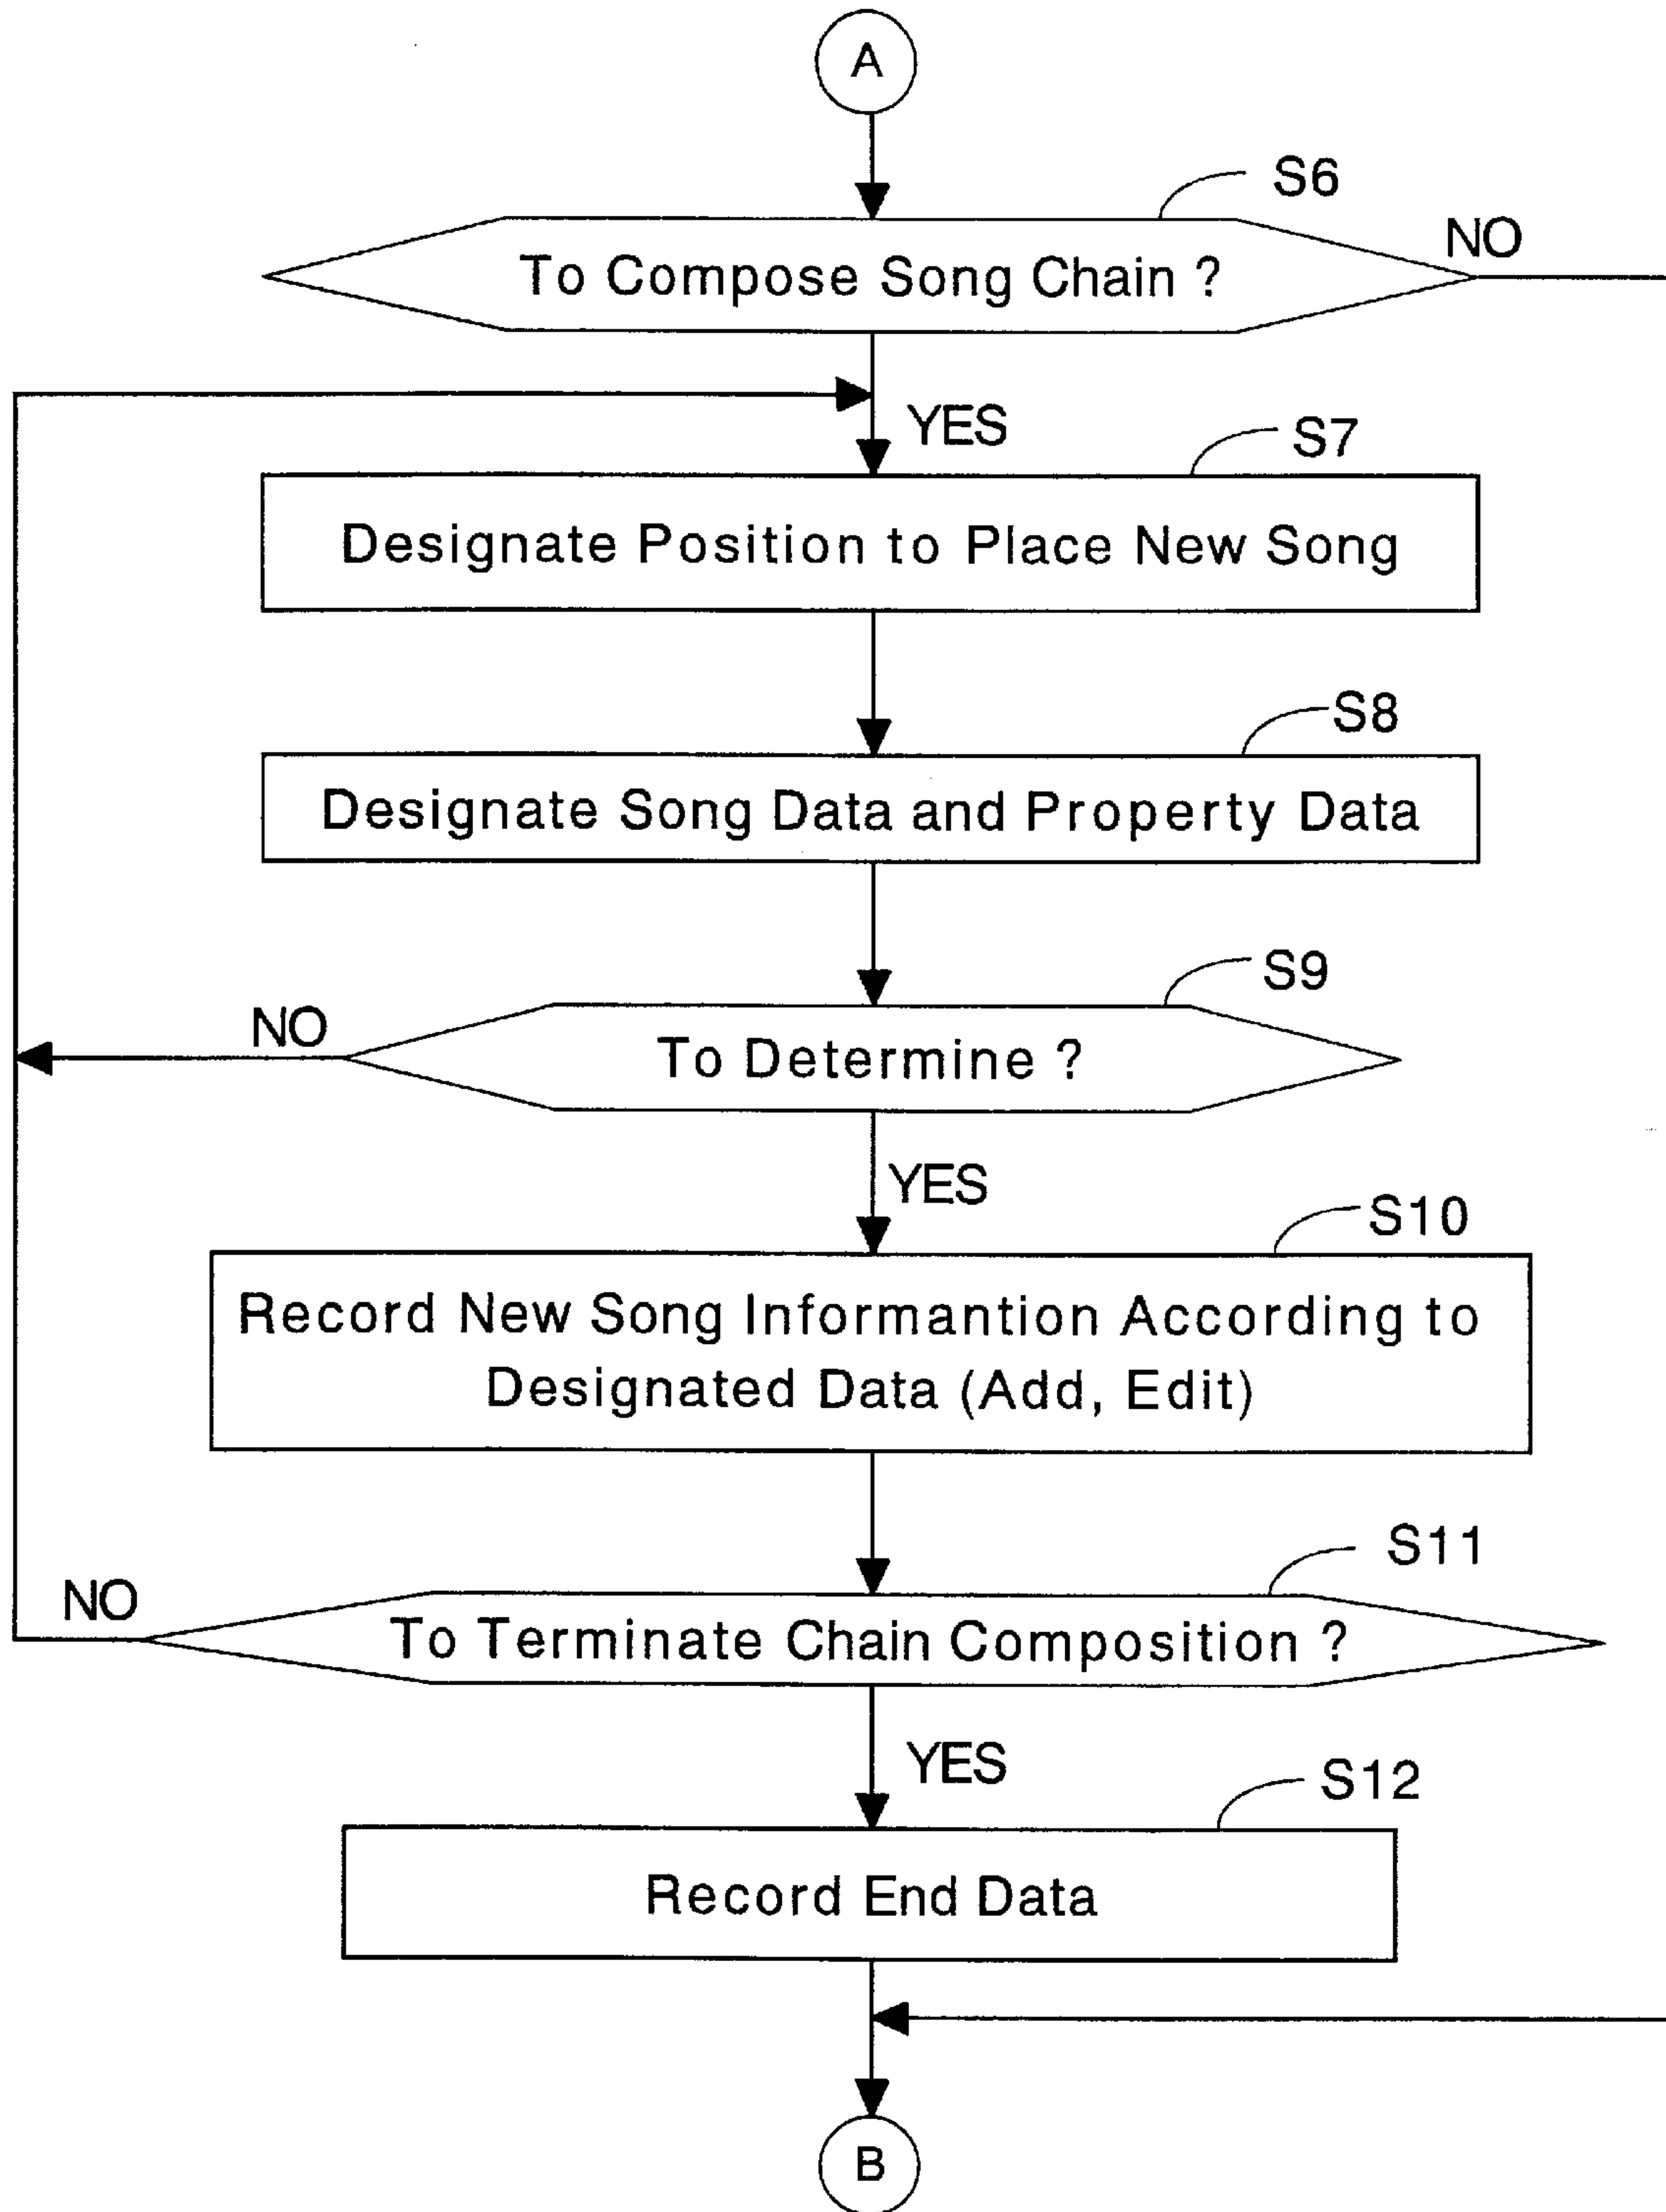 A
S6
To Compose Song Chain ?
NO
YES
S7
Designate Position to Place New Song
S8
Designate Song Data and Property Data
S9
NO
To Determine ?
YES
S10
Record New Song Informantion According to
Designated Data (Add, Edit)
S11
NO
To Terminate Chain Composition ?
YES
S12
Record End Data
B